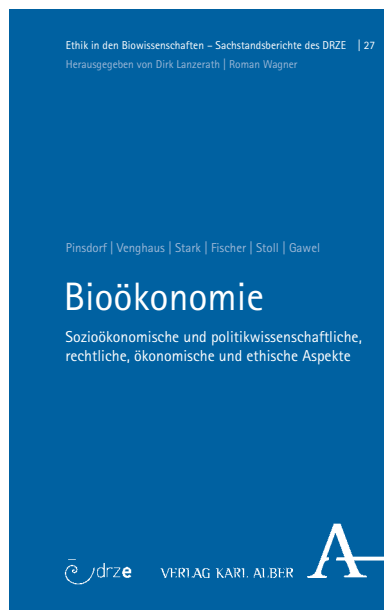 Ethik in den Biowissenschaften – Sachstandsberichte des DRZE | 27
Herausgegeben von Dirk Lanzerath | Roman Wagner
Pinsdorf | Venghaus | Stark | Fischer | Stoll | Gawel
Bioökonomie
Sozioökonomische und politikwissenschaftliche,
rechtliche, ökonomische und ethische Aspekte
drze VERLAG KARL ALBER A